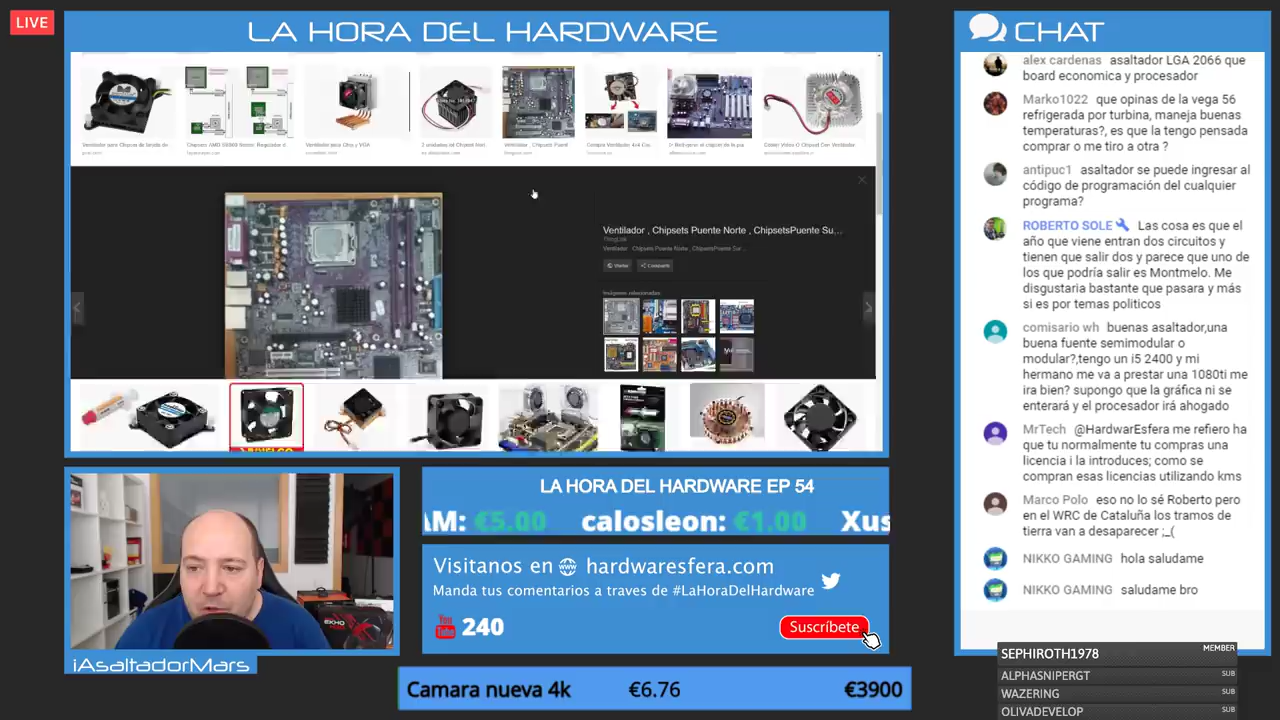 LIVE
LA HORA DEL HARDWARE
Ventilador , Chipsets Puente Norte , ChipsetsPuente Su...
Visitar
Compartir
Imágenes relacionadas:
LA HORA DEL HARDWARE EP 54
AM: €5.00 calosleon: €1.00 Xus
Visitanos en hardwaresfera.com
Manda tus comentarios a traves de #LaHoraDelHardware
You Tube 240
Suscríbete
iAsaltadorMars
Camara nueva 4k €6.76 €3900
CHAT
alex cardenas asaltador LGA 2066 que
board economica y procesador
Marko1022 que opinas de la vega 56
refrigerada por turbina, maneja buenas
temperaturas?, es que la tengo pensada
comprar o me tiro a otra ?
antipuc1 asaltador se puede ingresar al
código de programación del cualquier
programa?
ROBERTO SOLE Las cosa es que el
año que viene entran dos circuitos y
tienen que salir dos y parece que uno de
los que podría salir es Montmelo. Me
disgustaria bastante que pasara y más
si es por temas politicos
comisario wh buenas asaltador,una
buena fuente semimodular o
modular?,tengo un i5 2400 y mi
hermano me va a prestar una 1080ti me
ira bien? supongo que la gráfica ni se
enterará y el procesador irá ahogado
MrTech @HardwarEsfera me refiero ha
que tu normalmente tu compras una
licencia i la introduces; como se
compran esas licencias utilizando kms
Marco Polo eso no lo sé Roberto pero
en el WRC de Cataluña los tramos de
tierra van a desaparecer ;_(
NIKKO GAMING hola saludame
NIKKO GAMING saludame bro
SEPHIROTH1978 MEMBER
ALPHASNIPERGT SUB
WAZERING SUB
OLIVADEVELOP SUB